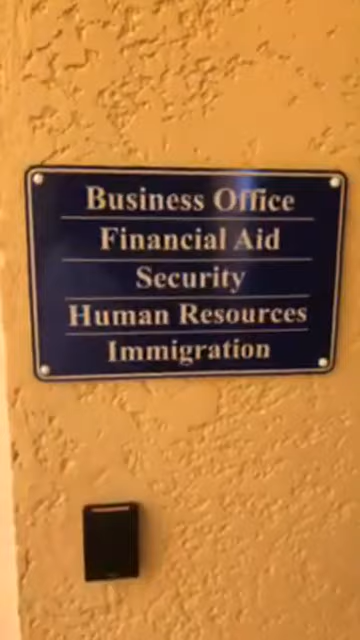 Business Office
Financial Aid
Security
Human Resources
Immigration